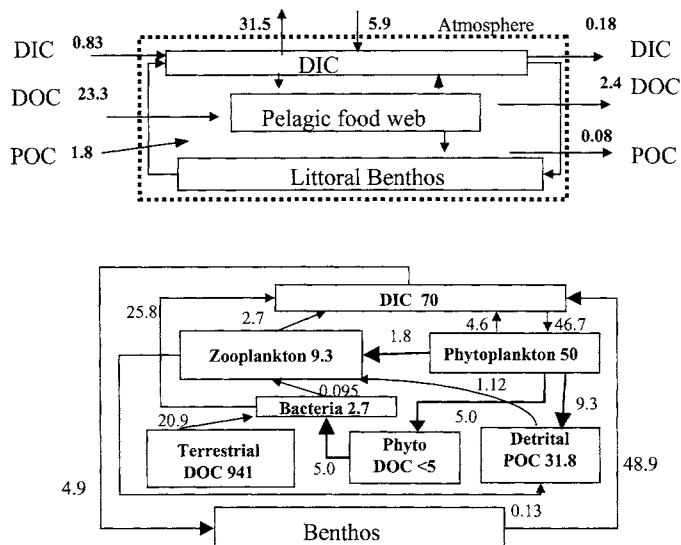 31.5 5.9 Atmosphere 0.18
DIC 0.83 DIC
DIC
DOC 23.3 2.4 DOC
Pelagic food web
POC 1.8 0.08 POC
Littoral Benthos
DIC 70
25.8 2.7 4.6 46.7
Zooplankton 9.3 1.8 Phytoplankton 50
0.095 1.12
Bacteria 2.7 5.0 9.3
20.9
Terrestrial DOC 941
5.0
Phyto DOC <5
Detrital POC 31.8
48.9
4.9 0.13
Benthos